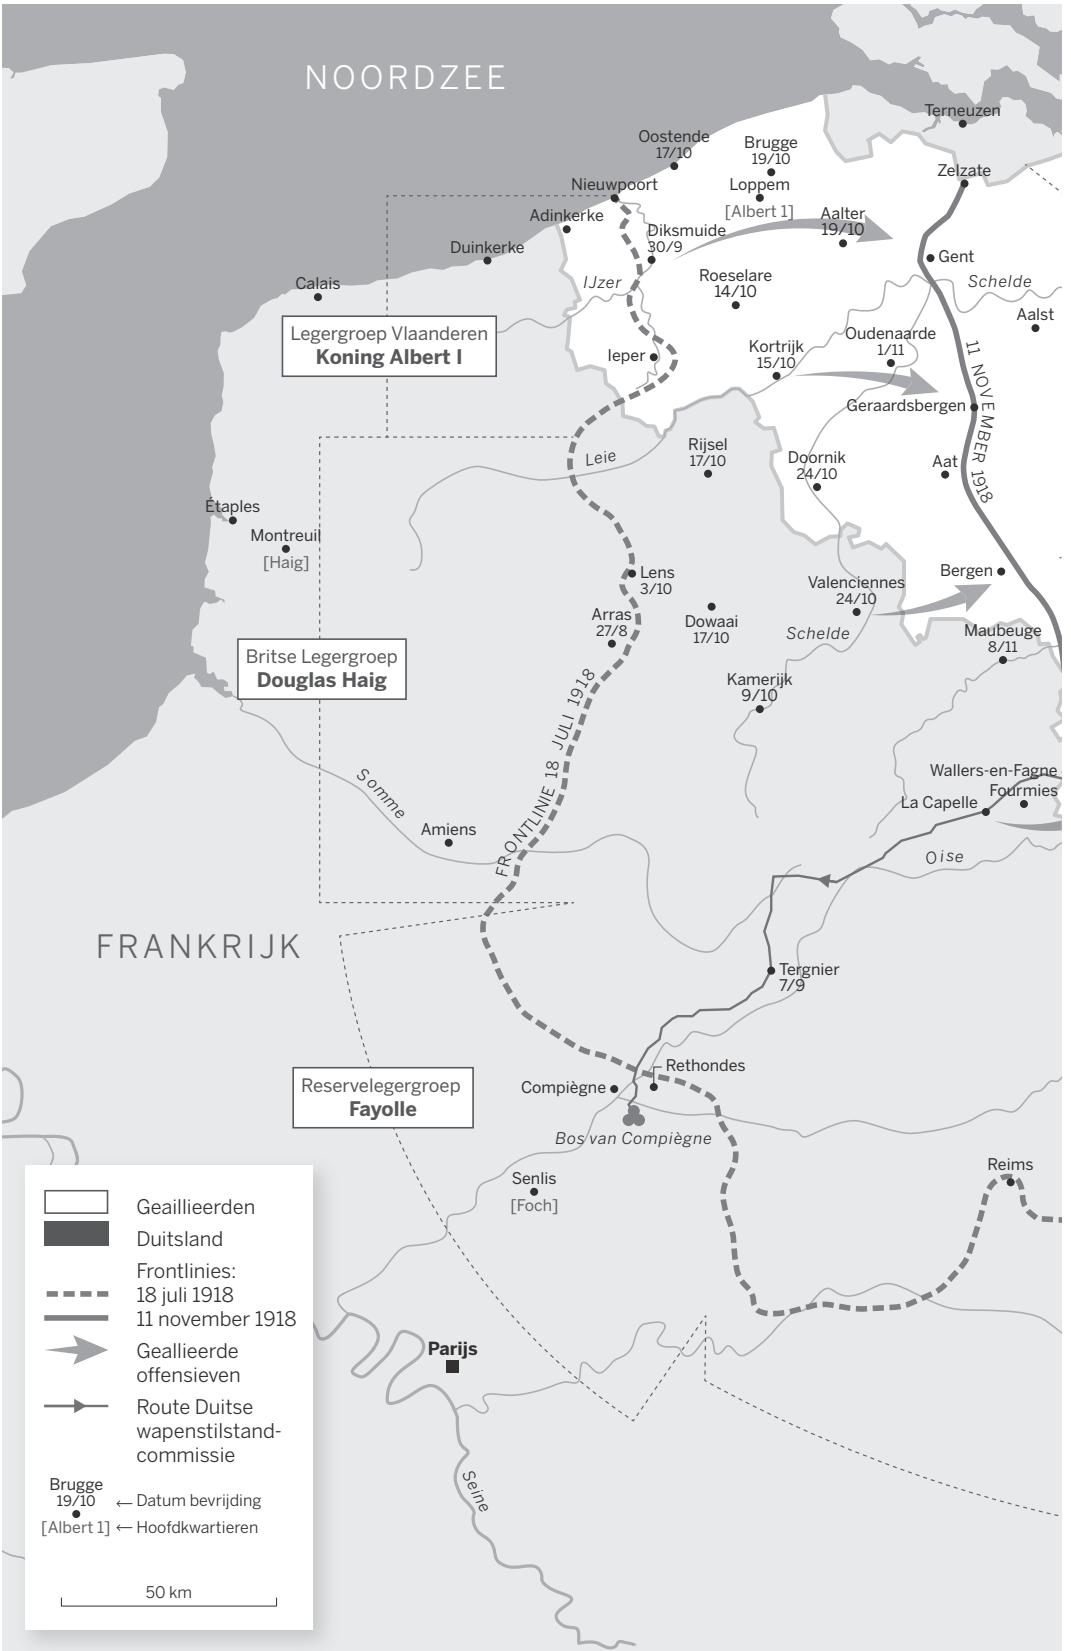 NOORDZEE
Terneuzen
Oostende
17/10
Brugge
19/10
Zelzate
Nieuwpoort
Loppem
[Albert 1]
Adinkerke
Aalter
19/10
Diksmuide
30/9
Duinkerke
Gent
Calais
IJzer
Roeselare
14/10
Schelde
Aalst
Legergroep Vlaanderen
Koning Albert I
Oudenaarde
1/11
Ieper
Kortrijk
15/10
11 NOVEMBER 1918
Geraardsbergen
Leie
Rijsel
17/10
Doornik
24/10
Aat
Étaples
Montreuil
[Haig]
Lens
3/10
Bergen
Valenciennes
24/10
Arras
27/8
Dowaai
17/10
Schelde
Maubeuge
8/11
Britse Legergroep
Douglas Haig
Kamerijk
9/10
FRONTLINIE 18 JULI 1918
Somme
Wallers-en-Fagne
Fourmies
La Capelle
Amiens
Oise
FRANKRIJK
Tergnier
7/9
Rethondes
Reservelegergroep
Fayolle
Compiègne
Bos van Compiègne
Reims
Senlis
[Foch]
Geaillieerden
Duitsland
Frontlinies:
18 juli 1918
11 november 1918
Geallieerde
offensieven
Route Duitse
wapenstilstand-
commissie
Brugge
19/10
← Datum bevrijding
[Albert 1] ← Hoofdkwartieren
50 km
Parijs
Seine